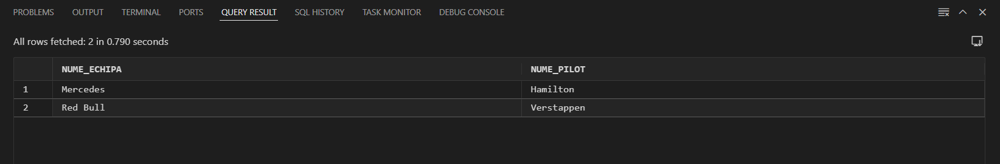 PROBLEMS OUTPUT TERMINAL PORTS QUERY RESULT SQL HISTORY TASK MONITOR DEBUG CONSOLE
All rows fetched: 2 in 0.790 seconds
NUME_ECHIPA NUME_PILOT
1 Mercedes Hamilton
2 Red Bull Verstappen